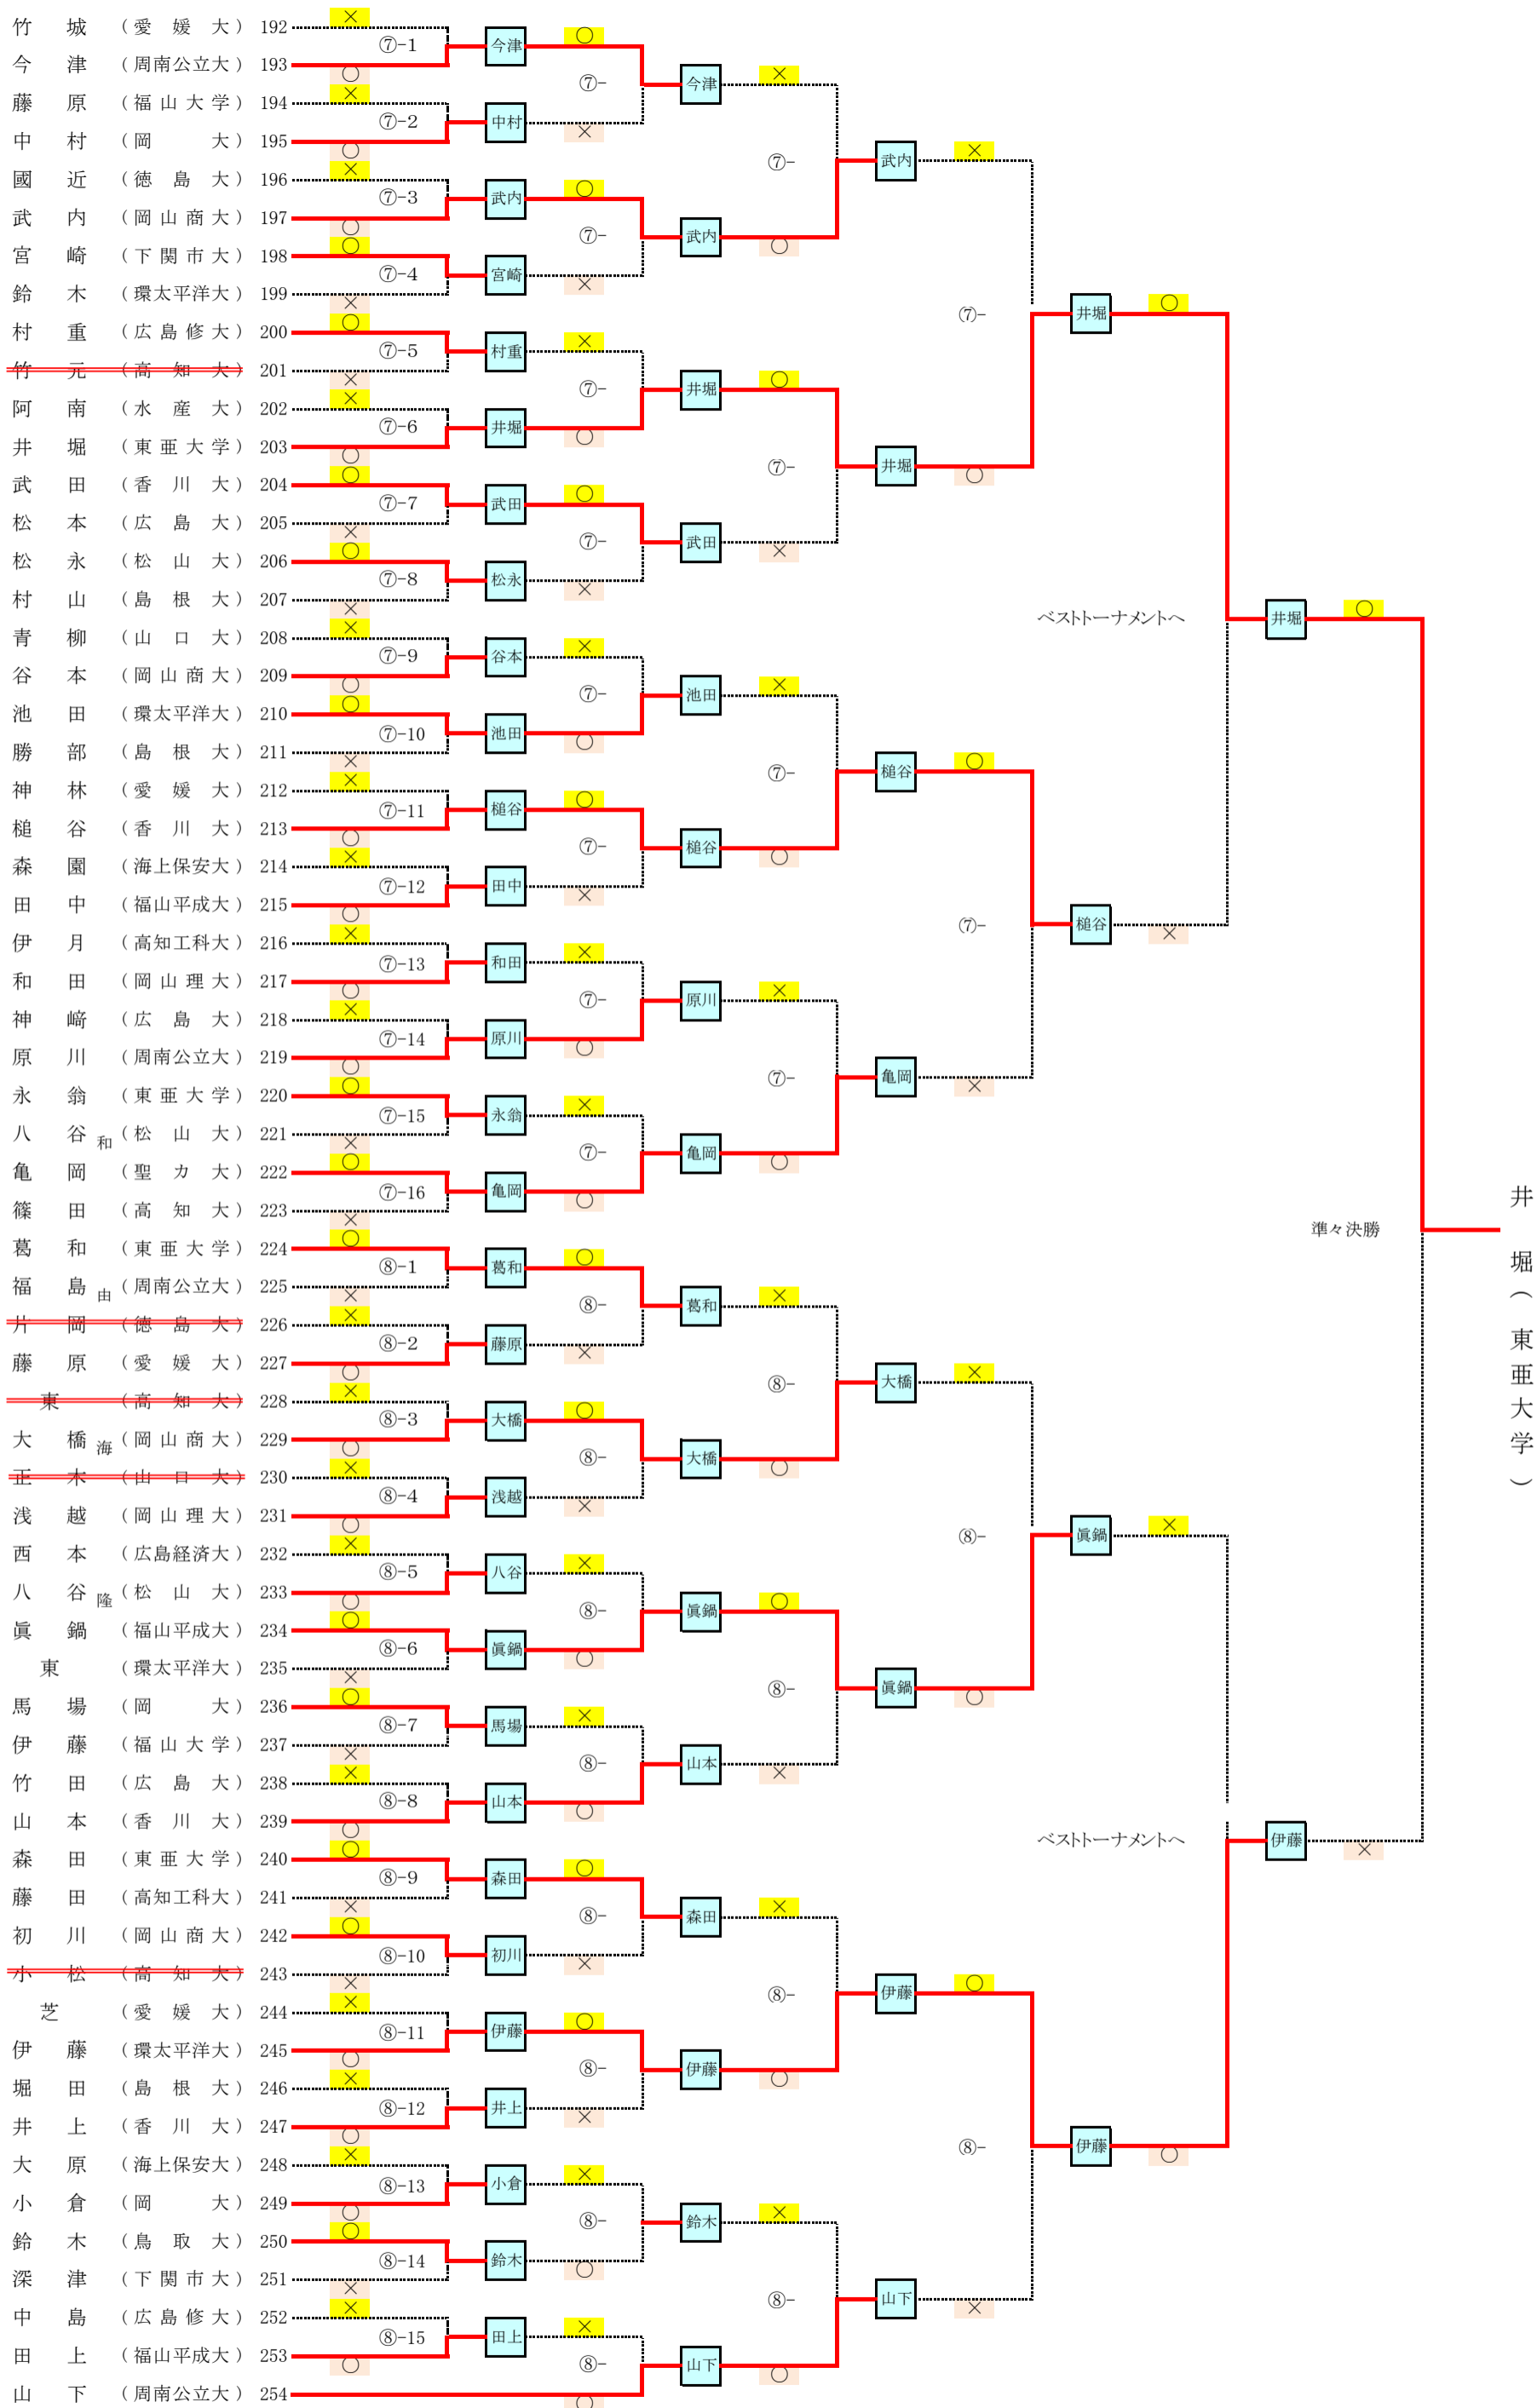 竹城（愛媛大）192
今津（周南公立大）193
藤原（福山大学）194
中村（岡大）195
國近（徳島大）196
武内（岡山商大）197
宮崎（下関市大）198
鈴木（環太平洋大）199
村重（広島修大）200
竹元（高知大）201
阿南（水産大）202
井堀（東亜大学）203
武田（香川大）204
松本（広島大）205
松永（松山大）206
村山（島根大）207
青柳（山口大）208
谷本（岡山商大）209
池田（環太平洋大）210
勝部（島根大）211
神林（愛媛大）212
槌谷（香川大）213
森園（海上保安大）214
田中（福山平成大）215
伊月（高知工科大）216
和田（岡山理大）217
神﨑（広島大）218
原川（周南公立大）219
永翁（東亜大学）220
八谷和（松山大）221
亀岡（聖カ大）222
篠田（高知大）223
葛和（東亜大学）224
福島由（周南公立大）225
片岡（徳島大）226
藤原（愛媛大）227
東（高知大）228
大橋海（岡山商大）229
正木（山口大）230
浅越（岡山理大）231
西本（広島経済大）232
八谷隆（松山大）233
眞鍋（福山平成大）234
東（環太平洋大）235
馬場（岡大）236
伊藤（福山大学）237
竹田（広島大）238
山本（香川大）239
森田（東亜大学）240
藤田（高知工科大）241
初川（岡山商大）242
小松（高知大）243
芝（愛媛大）244
伊藤（環太平洋大）245
堀田（島根大）246
井上（香川大）247
大原（海上保安大）248
小倉（岡大）249
鈴木（鳥取大）250
深津（下関市大）251
中島（広島修大）252
田上（福山平成大）253
山下（周南公立大）254
⑦-1
⑦-2
⑦-3
⑦-4
⑦-5
⑦-6
⑦-7
⑦-8
⑦-9
⑦-10
⑦-11
⑦-12
⑦-13
⑦-14
⑦-15
⑦-16
⑧-1
⑧-2
⑧-3
⑧-4
⑧-5
⑧-6
⑧-7
⑧-8
⑧-9
⑧-10
⑧-11
⑧-12
⑧-13
⑧-14
⑧-15
今津
中村
武内
宮崎
村重
井堀
武田
松永
谷本
池田
槌谷
田中
和田
原川
永翁
亀岡
葛和
藤原
大橋
浅越
八谷
眞鍋
馬場
山本
森田
初川
伊藤
井上
小倉
鈴木
田上
⑦-
⑦-
⑦-
⑦-
⑦-
⑦-
⑦-
⑦-
⑧-
⑧-
⑧-
⑧-
⑧-
⑧-
⑧-
⑧-
今津
武内
井堀
武田
池田
槌谷
原川
亀岡
葛和
大橋
眞鍋
山本
森田
伊藤
鈴木
山下
⑦-
⑦-
⑦-
⑦-
⑧-
⑧-
⑧-
⑧-
武内
井堀
槌谷
亀岡
大橋
眞鍋
伊藤
山下
⑦-
⑦-
⑧-
⑧-
井堀
槌谷
眞鍋
伊藤
ベストトーナメントへ
ベストトーナメントへ
井堀
伊藤
準々決勝
井堀（東亜大学）